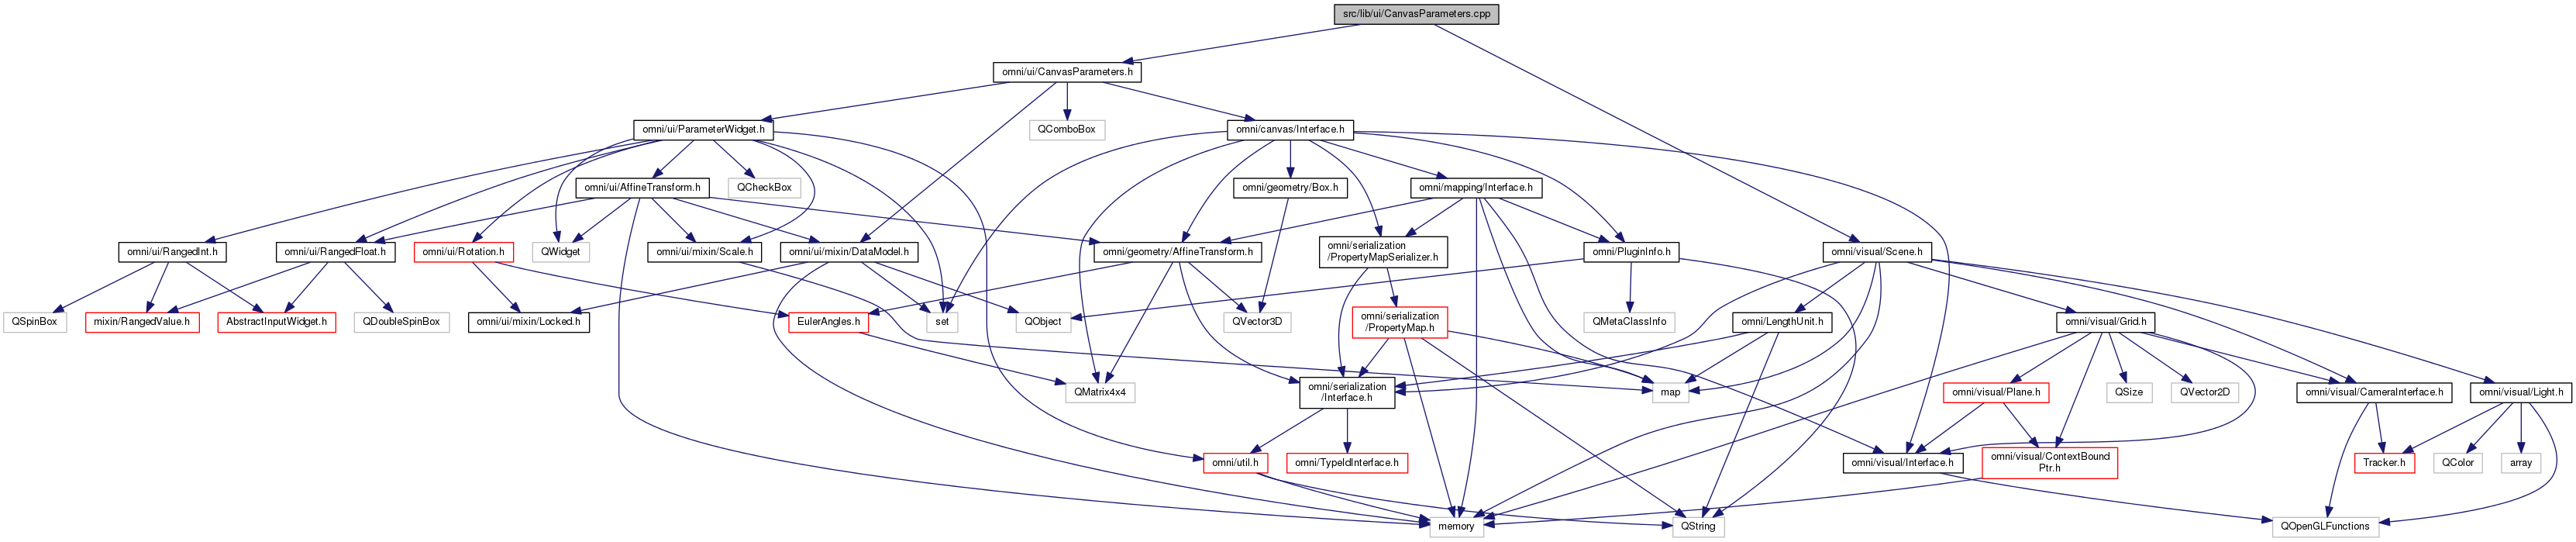 src/lib/ui/CanvasParameters.cpp
omni/ui/CanvasParameters.h
omni/ui/ParameterWidget.h
QComboBox
omni/canvas/Interface.h
omni/ui/AffineTransform.h
QCheckBox
omni/geometry/Box.h
omni/mapping/Interface.h
omni/ui/RangedInt.h
omni/ui/RangedFloat.h
omni/ui/Rotation.h
QWidget
omni/ui/mixin/Scale.h
omni/ui/mixin/DataModel.h
omni/geometry/AffineTransform.h
omni/serialization
/PropertyMapSerializer.h
omni/PluginInfo.h
omni/visual/Scene.h
QSpinBox
mixin/RangedValue.h
AbstractInputWidget.h
QDoubleSpinBox
omni/ui/mixin/Locked.h
EulerAngles.h
set
QObject
QVector3D
omni/serialization
/PropertyMap.h
QMetaClassInfo
omni/LengthUnit.h
omni/visual/Grid.h
QMatrix4x4
omni/serialization
/Interface.h
map
omni/visual/Plane.h
QSize
QVector2D
omni/visual/CameraInterface.h
omni/visual/Light.h
omni/util.h
omni/TypeIdInterface.h
omni/visual/Interface.h
omni/visual/ContextBound
Ptr.h
Tracker.h
QColor
array
memory
QString
QOpenGLFunctions